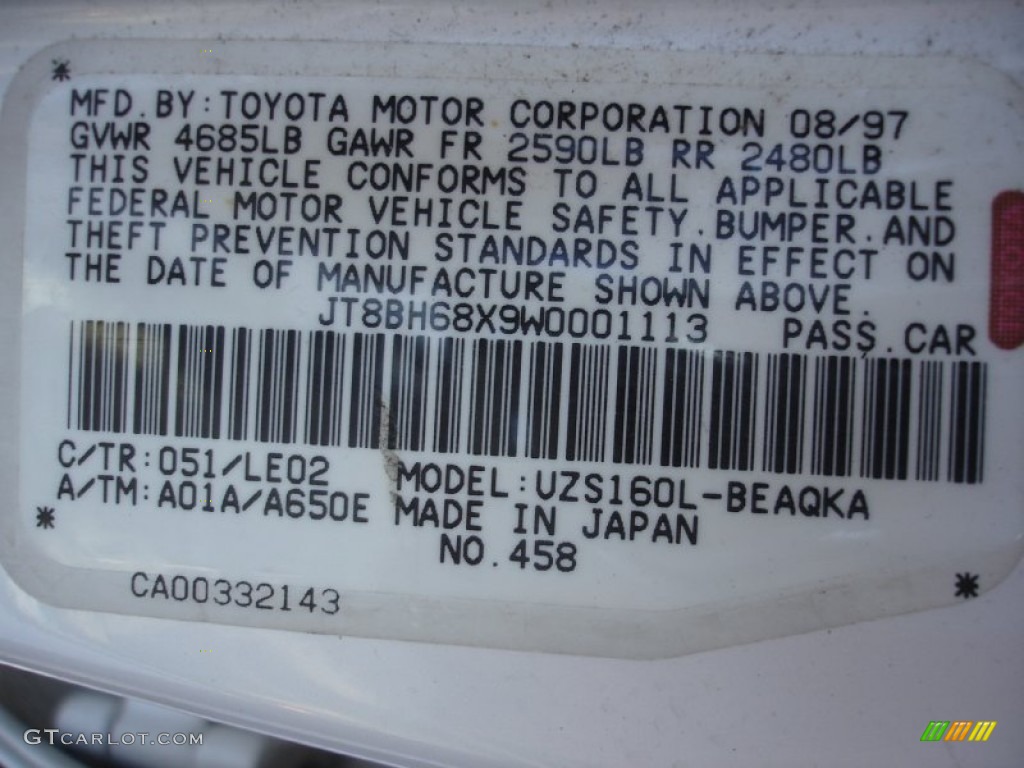 MFD.BY:TOYOTA MOTOR CORPORATION 08/97
GVWR 4685LB GAWR FR 2590LB RR 2480LB
THIS VEHICLE CONFORMS TO ALL APPLICABLE
FEDERAL MOTOR VEHICLE SAFETY.BUMPER.AND
THEFT PREVENTION STANDARDS IN EFFECT ON
THE DATE OF MANUFACTURE SHOWN ABOVE.
JT8BH68X9W0001113 PASS.CAR
C/TR:051/LE02 MODEL:UZS160L-BEAQKA
A/TM:A01A/A650E MADE IN JAPAN
NO.458
CA00332143
GTCARLOT.COM